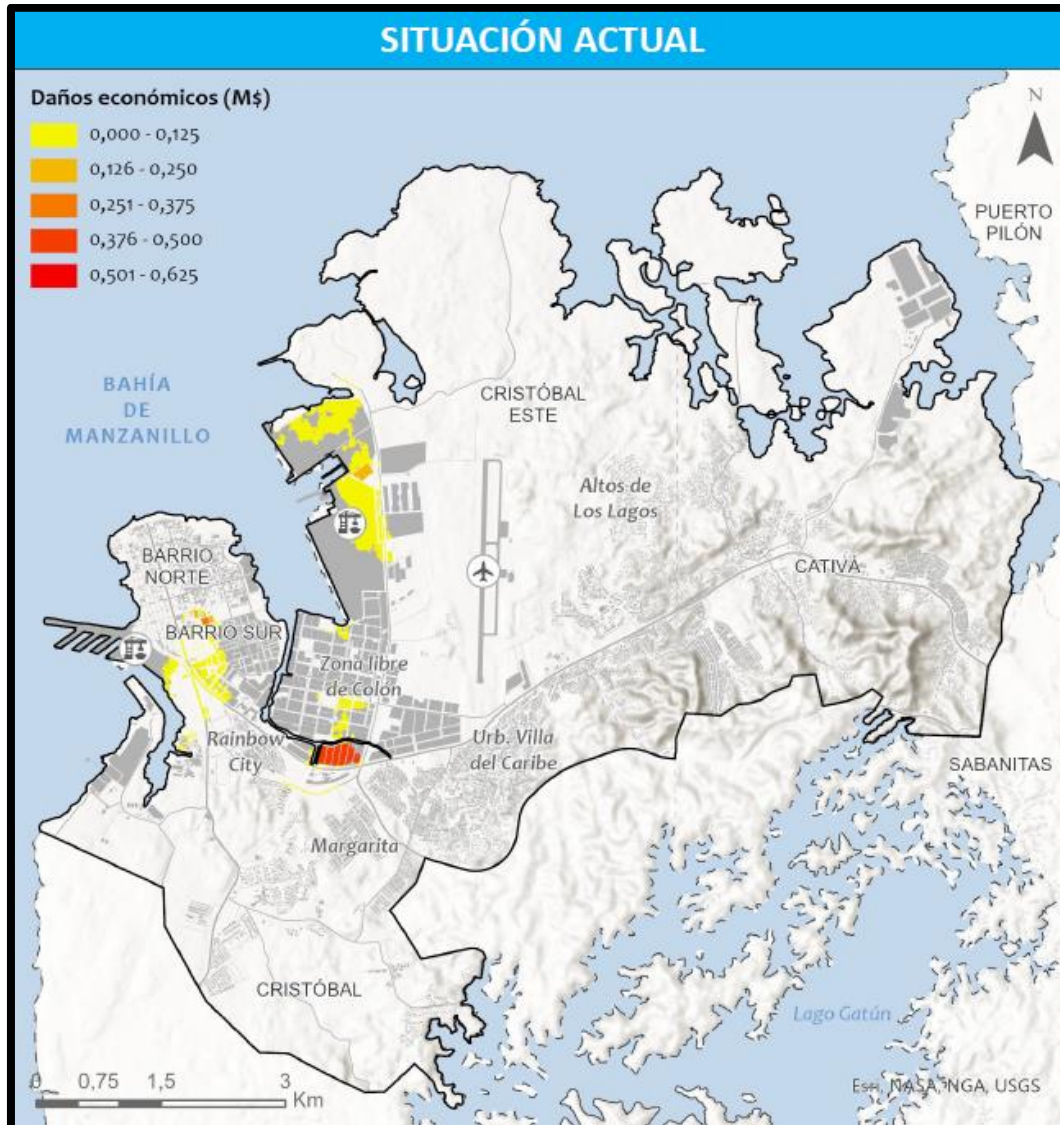 SITUACIÓN ACTUAL
Daños económicos (M$)
0,000 - 0,125
0,126 - 0,250
0,251 - 0,375
0,376 - 0,500
0,501 - 0,625
N
PUERTO
PILÓN
BAHÍA
DE
MANZANILLO
CRISTÓBAL
ESTE
Altos de
Los Lagos
BARRIO
NORTE
CATIVÁ
BARRIO SUR
Zona libre
de Colón
Rainbow
City
Urb. Villa
del Caribe
SABANITAS
Margarita
CRISTÓBAL
Lago Gatún
0 0,75 1,5 3
Km
Esri, NASA, NGA, USGS